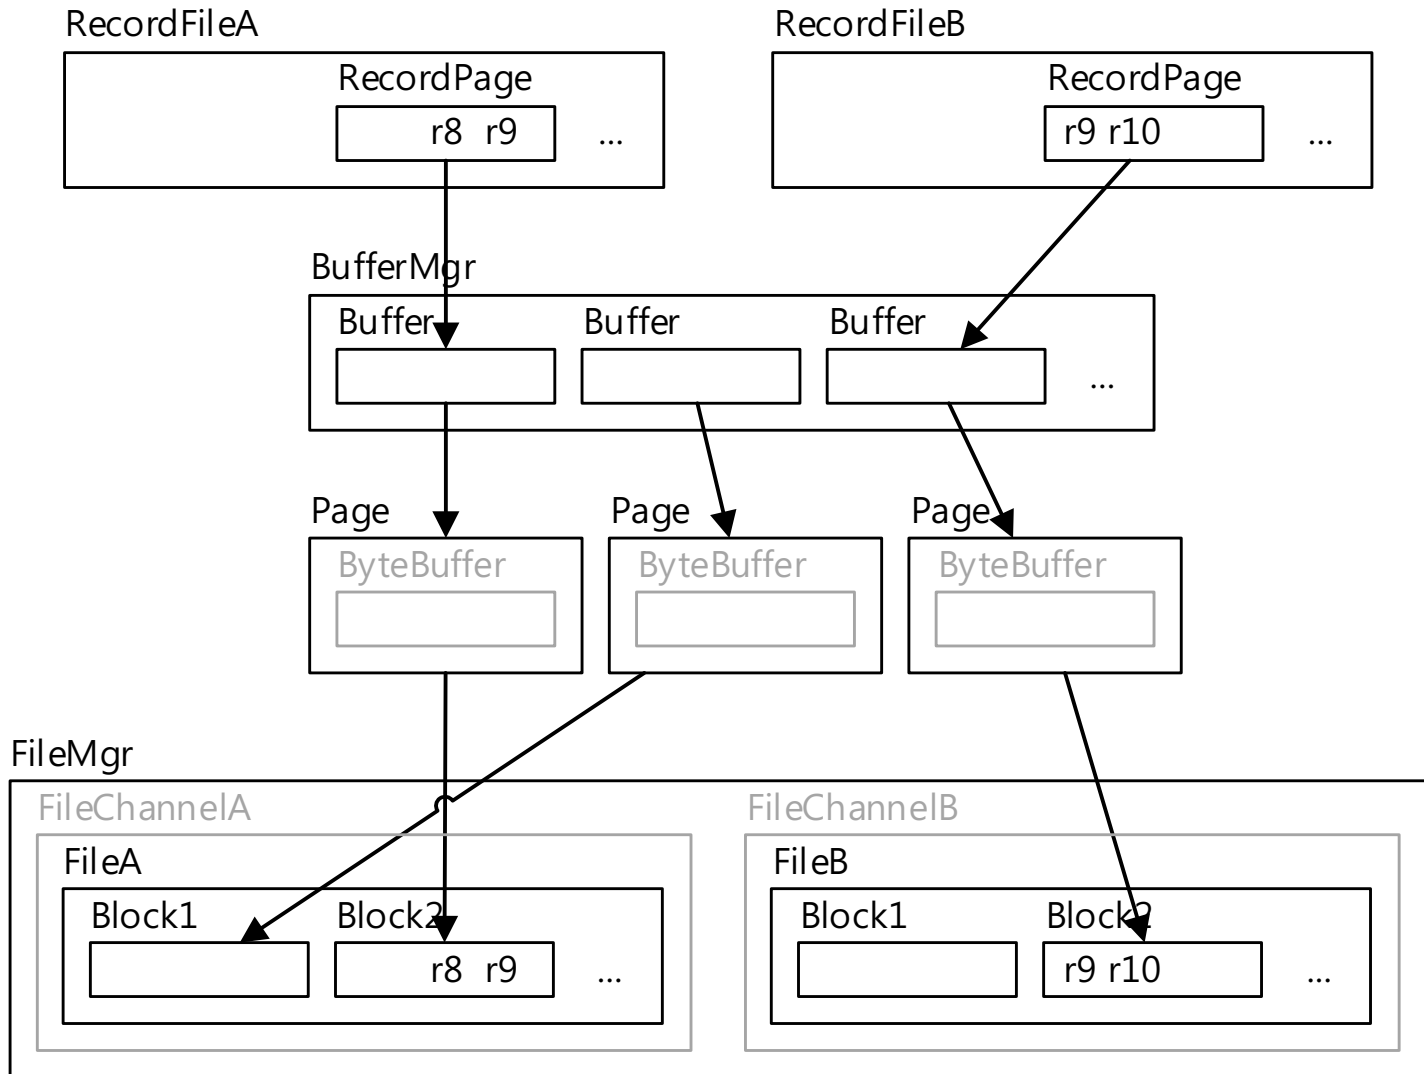 RecordFileA RecordFileB
RecordPage RecordPage
r8 r9 ... r9 r10 ...
BufferMgr
Buffer Buffer Buffer
...
Page Page Page
ByteBuffer ByteBuffer ByteBuffer
FileMgr
FileChannelA FileChannelB
FileA FileB
Block1 Block2 Block1 Block2
r8 r9 ... r9 r10 ...